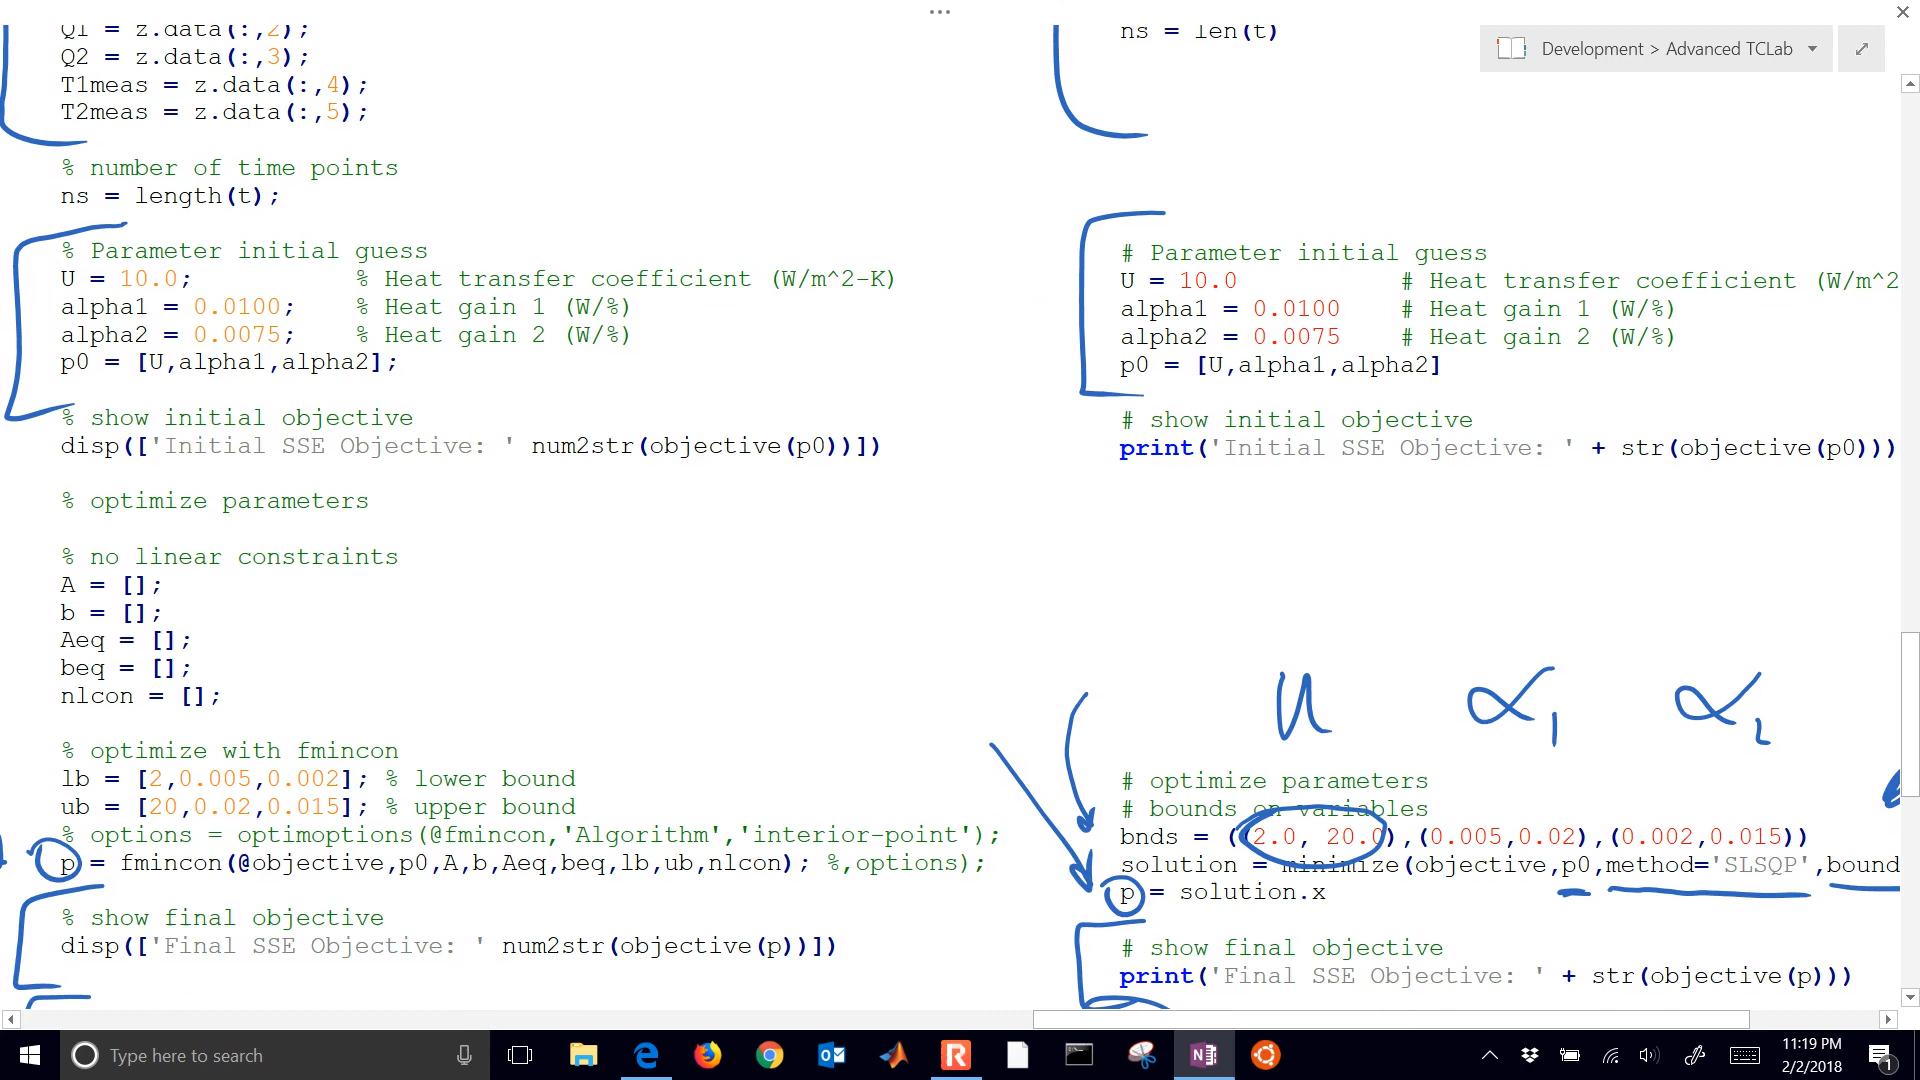 Q1 = z.data(:,2);
Q2 = z.data(:,3);
T1meas = z.data(:,4);
T2meas = z.data(:,5);
% number of time points
ns = length(t);
% Parameter initial guess
U = 10.0; % Heat transfer coefficient (W/m^2-K)
alpha1 = 0.0100; % Heat gain 1 (W/%)
alpha2 = 0.0075; % Heat gain 2 (W/%)
p0 = [U,alpha1,alpha2];
% show initial objective
disp(['Initial SSE Objective: ' num2str(objective(p0))])
% optimize parameters
% no linear constraints
A = [];
b = [];
Aeq = [];
beq = [];
nlcon = [];
% optimize with fmincon
lb = [2,0.005,0.002]; % lower bound
ub = [20,0.02,0.015]; % upper bound
% options = optimoptions(@fmincon,'Algorithm','interior-point');
p = fmincon(@objective,p0,A,b,Aeq,beq,lb,ub,nlcon); %,options);
% show final objective
disp(['Final SSE Objective: ' num2str(objective(p))])
ns = len(t)
Development > Advanced TCLab
# Parameter initial guess
U = 10.0 # Heat transfer coefficient (W/m^2
alpha1 = 0.0100 # Heat gain 1 (W/%)
alpha2 = 0.0075 # Heat gain 2 (W/%)
p0 = [U,alpha1,alpha2]
# show initial objective
print('Initial SSE Objective: ' + str(objective(p0)))
U α1 α2
# optimize parameters
# bounds on variables
bnds = ((2.0, 20.0),(0.005,0.02),(0.002,0.015))
solution = minimize(objective,p0,method='SLSQP',bound
p = solution.x
# show final objective
print('Final SSE Objective: ' + str(objective(p)))
Type here to search
11:19 PM
2/2/2018
1